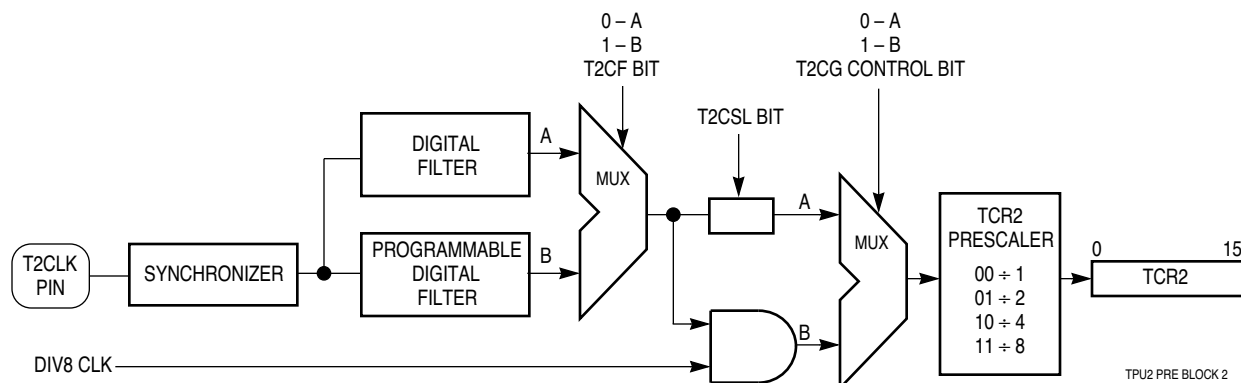 0 – A
1 – B
T2CF BIT
0 – A
1 – B
T2CG CONTROL BIT
T2CSL BIT
DIGITAL
FILTER
A
MUX
A
PROGRAMMABLE
DIGITAL
FILTER
B
MUX
TCR2
PRESCALER
00 ÷ 1
01 ÷ 2
10 ÷ 4
11 ÷ 8
0 15
TCR2
T2CLK
PIN
SYNCHRONIZER
B
DIV8 CLK
TPU2 PRE BLOCK 2